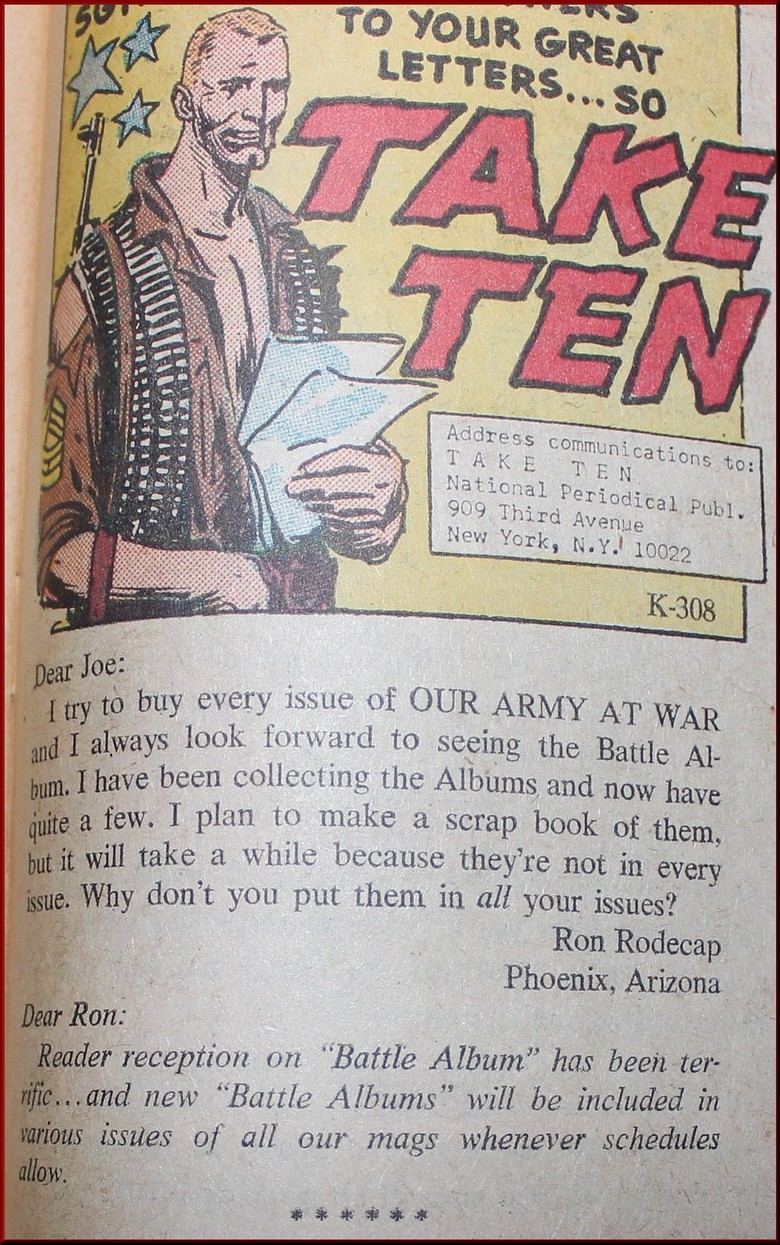 TO YOUR GREAT
LETTERS...SO
TAKE
TEN
Address communications to:
TAKE TEN
National Periodical Publ.
909 Third Avenue
New York, N.Y. 10022
K-308
Dear Joe:
I try to buy every issue of OUR ARMY AT WAR
and I always look forward to seeing the Battle Al-
bum. I have been collecting the Albums and now have
quite a few. I plan to make a scrap book of them,
but it will take a while because they're not in every
issue. Why don't you put them in all your issues?
Ron Rodecap
Phoenix, Arizona
Dear Ron:
Reader reception on "Battle Album" has been ter-
rific...and new "Battle Albums" will be included in
various issues of all our mags whenever schedules
allow.
* * * * * *